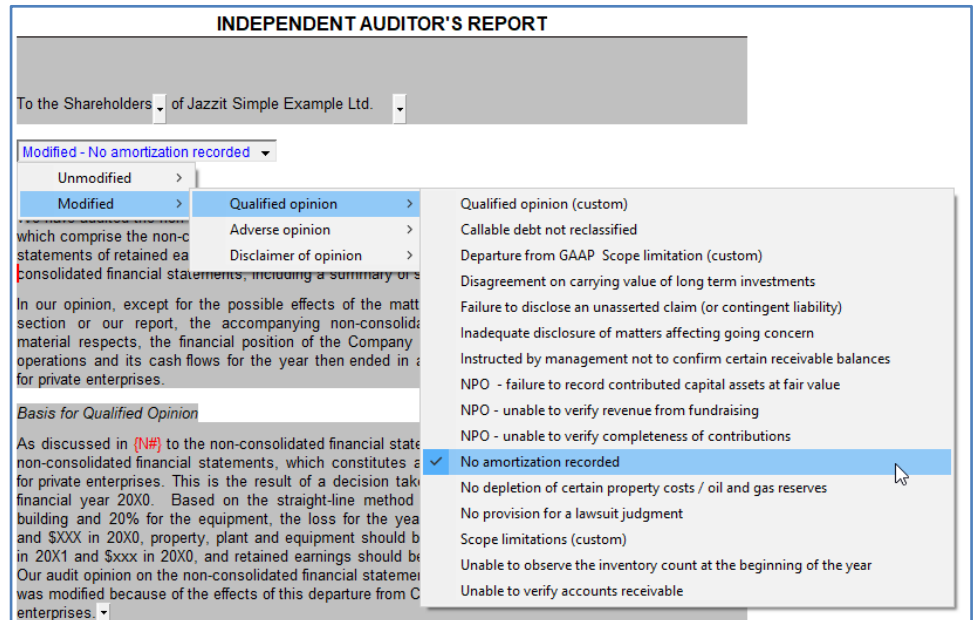 INDEPENDENT AUDITOR'S REPORT
To the Shareholders of Jazzit Simple Example Ltd.
Modified - No amortization recorded
Unmodified
Modified
Qualified opinion
Adverse opinion
Disclaimer of opinion
Qualified opinion (custom)
Callable debt not reclassified
Departure from GAAP  Scope limitation (custom)
Disagreement on carrying value of long term investments
Failure to disclose an unasserted claim (or contingent liability)
Inadequate disclosure of matters affecting going concern
Instructed by management not to confirm certain receivable balances
NPO  - failure to record contributed capital assets at fair value
NPO - unable to verify revenue from fundraising
NPO - unable to verify completeness of contributions
No amortization recorded
No depletion of certain property costs / oil and gas reserves
No provision for a lawsuit judgment
Scope limitations (custom)
Unable to observe the inventory count at the beginning of the year
Unable to verify accounts receivable
which comprise the non-c
statements of retained ea
consolidated financial statements, including a summary of s
In our opinion, except for the possible effects of the matt
section or our report, the accompanying non-consolida
material respects, the financial position of the Company
operations and its cash flows for the year then ended in a
for private enterprises.
Basis for Qualified Opinion
As discussed in {N#} to the non-consolidated financial state
non-consolidated financial statements, which constitutes a
for private enterprises. This is the result of a decision take
financial year 20X0.  Based on the straight-line method
building and 20% for the equipment, the loss for the yea
and $XXX in 20X0, property, plant and equipment should b
in 20X1 and $xxx in 20X0, and retained earnings should be
Our audit opinion on the non-consolidated financial stateme
was modified because of the effects of this departure from C
enterprises.